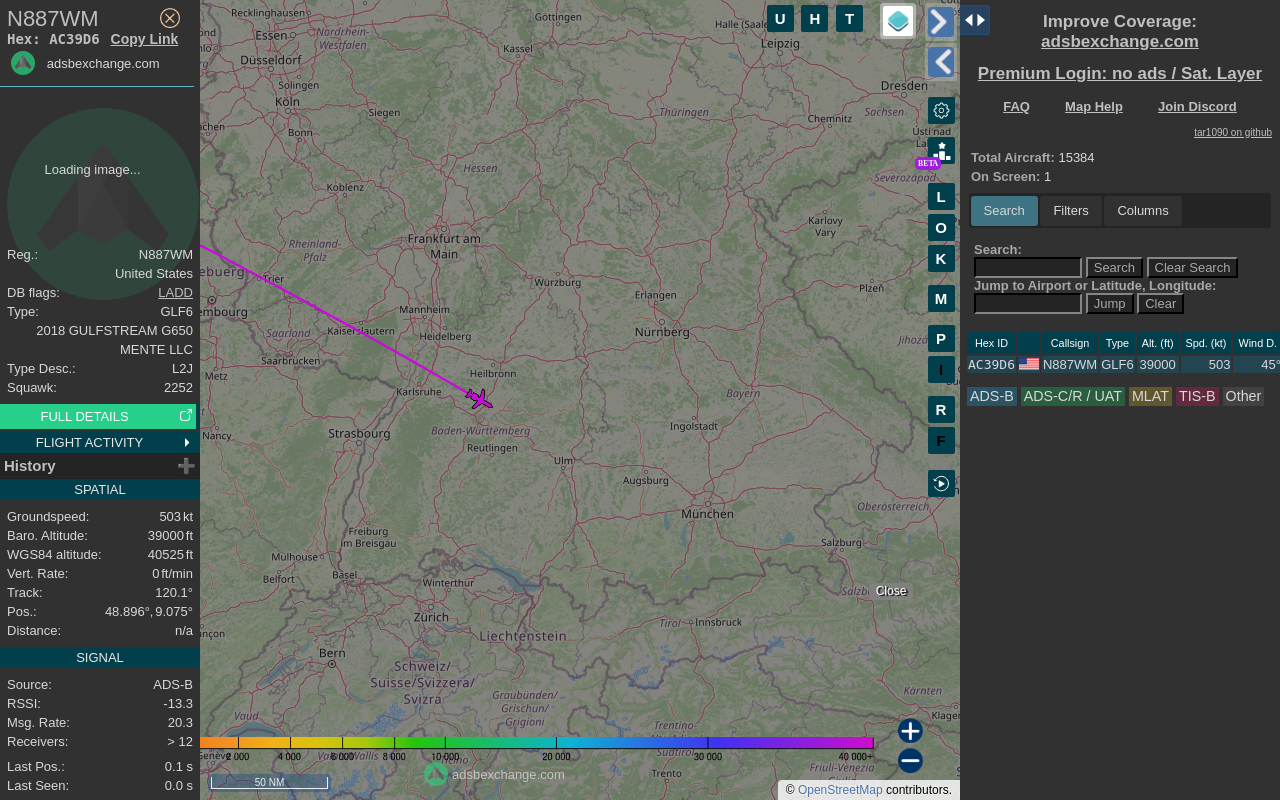 N887WM
Hex: AC39D6 Copy Link
adsbexchange.com
Loading image...
Reg.: N887WM
United States
DB flags: LADD
Type: GLF6
2018 GULFSTREAM G650
MENTE LLC
Type Desc.: L2J
Squawk: 2252
FULL DETAILS
FLIGHT ACTIVITY
History
SPATIAL
Groundspeed: 503 kt
Baro. Altitude: 39000 ft
WGS84 altitude: 40525 ft
Vert. Rate: 0 ft/min
Track: 120.1°
Pos.: 48.896°, 9.075°
Distance: n/a
SIGNAL
Source: ADS-B
RSSI: -13.3
Msg. Rate: 20.3
Receivers: > 12
Last Pos.: 0.1 s
Last Seen: 0.0 s
Recklinghausen
Göttingen
Halle (Saale)
Essen
Nordrhein-
Westfalen
Kassel
Leipzig
Düsseldorf
Solingen
Dresden
Köln
Siegen
Thüringen
Chemnitz
Sachsen
Bonn
Ústí nad
Hessen
Severozápad
Koblenz
Karlovy
Vary
Rheinland-
Pfalz
Frankfurt am
Main
Trier
Würzburg
Erlangen
Plzeň
Mannheim
Kaiserslautern
Heidelberg
Nürnberg
Saarland
Saarbrücken
Metz
Heilbronn
Karlsruhe
Bayern
Nancy
Strasbourg
Baden-Württemberg
Ingolstadt
Reutlingen
Ulm
Augsburg
München
Oberösterreich
Freiburg
im Breisgau
Salzburg
Mulhouse
Belfort
Basel
Winterthur
Close
Zürich
Tirol
Innsbruck
Liechtenstein
Bern
Schweiz/
Suisse/Svizzera/
Svizra
Graubünden/
Grischun/
Grigioni
Kärnten
Vaud
Trentino-
Trento
Friuli-Venezia
2 000 4 000 6 000 8 000 10 000 20 000 30 000 40 000+
50 NM
adsbexchange.com
© OpenStreetMap contributors.
U H T
BETA
L
O
K
M
P
I
R
F
Improve Coverage:
adsbexchange.com
Premium Login: no ads / Sat. Layer
FAQ Map Help Join Discord
tar1090 on github
Total Aircraft: 15384
On Screen: 1
Search Filters Columns
Search:
Search Clear Search
Jump to Airport or Latitude, Longitude:
Jump Clear
Hex ID Callsign Type Alt. (ft) Spd. (kt) Wind D.
AC39D6 N887WM GLF6 39000 503 45°
ADS-B ADS-C/R / UAT MLAT TIS-B Other